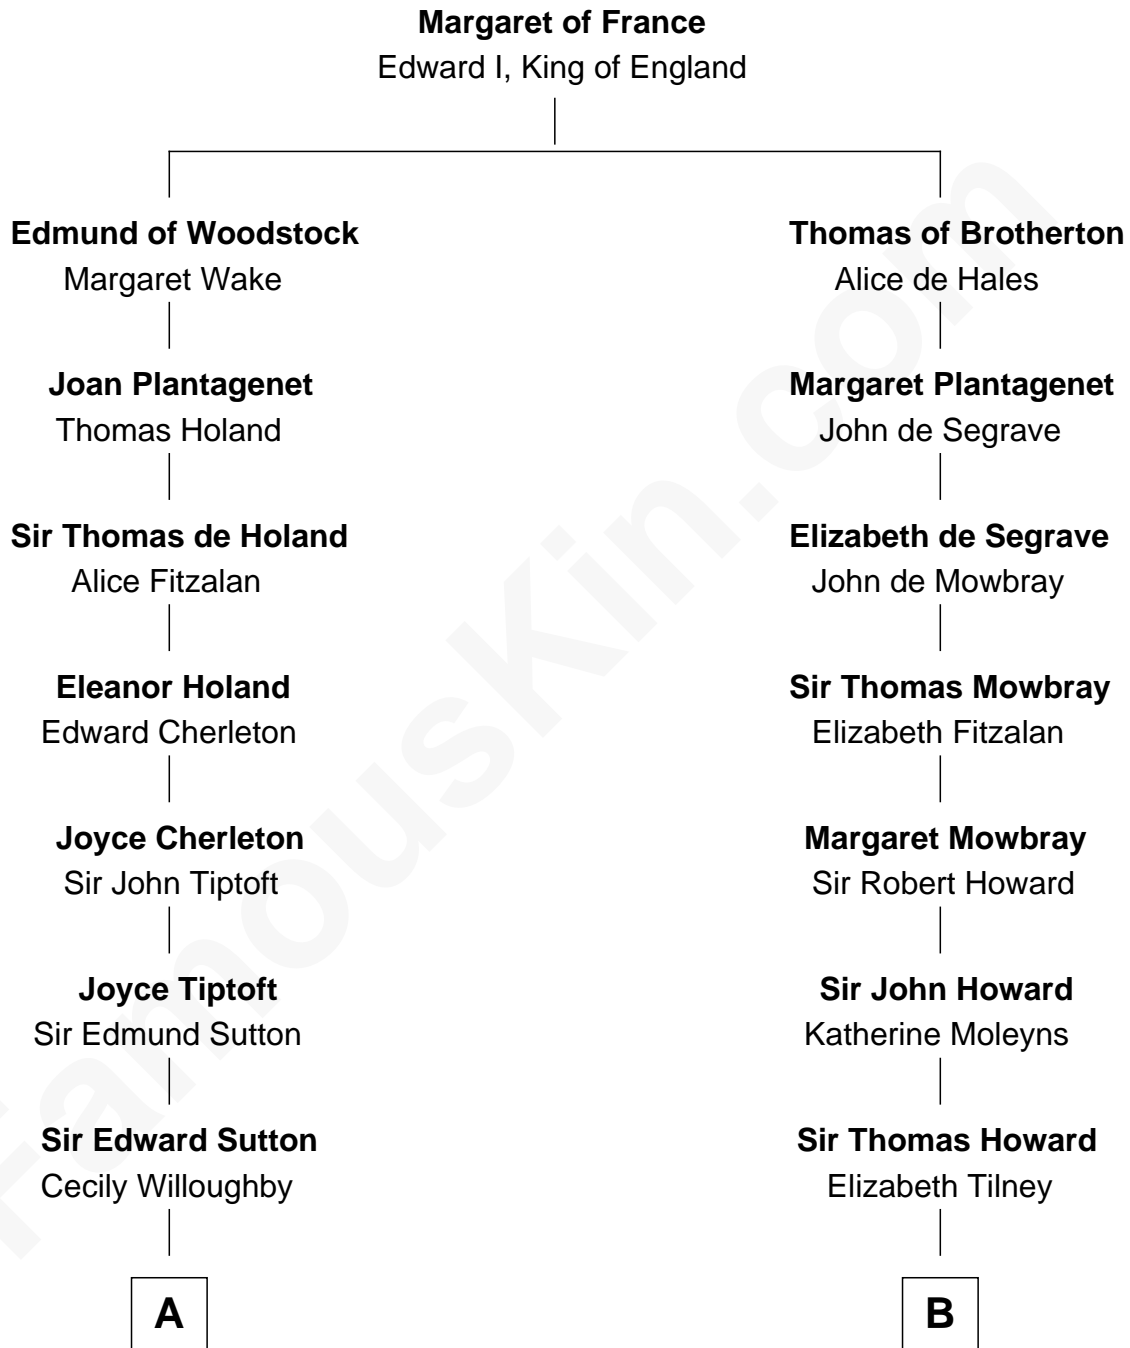 Margaret of France
Edward I, King of England
Edmund of Woodstock
Margaret Wake
Joan Plantagenet
Thomas Holand
Sir Thomas de Holand
Alice Fitzalan
Eleanor Holand
Edward Cherleton
Joyce Cherleton
Sir John Tiptoft
Joyce Tiptoft
Sir Edmund Sutton
Sir Edward Sutton
Cecily Willoughby
A
Thomas of Brotherton
Alice de Hales
Margaret Plantagenet
John de Segrave
Elizabeth de Segrave
John de Mowbray
Sir Thomas Mowbray
Elizabeth Fitzalan
Margaret Mowbray
Sir Robert Howard
Sir John Howard
Katherine Moleyns
Sir Thomas Howard
Elizabeth Tilney
B
FamousKin.com